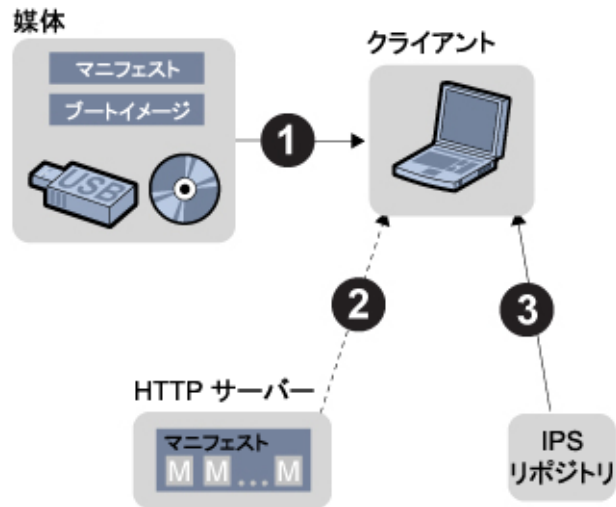 媒体
マニフェスト
ブートイメージ
USB
1
クライアント
2
3
HTTP サーバー
マニフェスト
M M ... M
IPS
リポジトリ